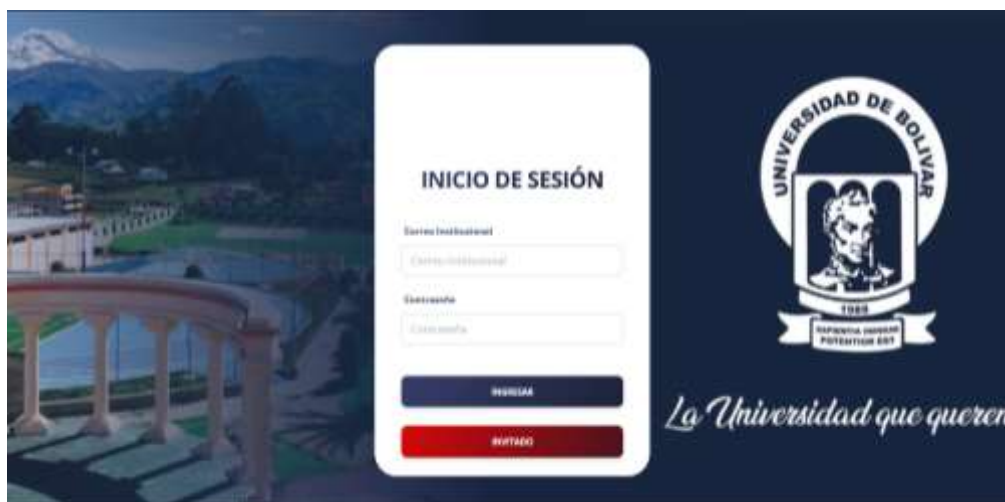 INICIO DE SESIÓN
Correo Institucional
Correo Institucional
Contraseña
Contraseña
INGRESAR
INVITADO
UNIVERSIDAD DE BOLIVAR
1989
SAPIENTIA OMNIUM
POTENTIOR EST
La Universidad que queren